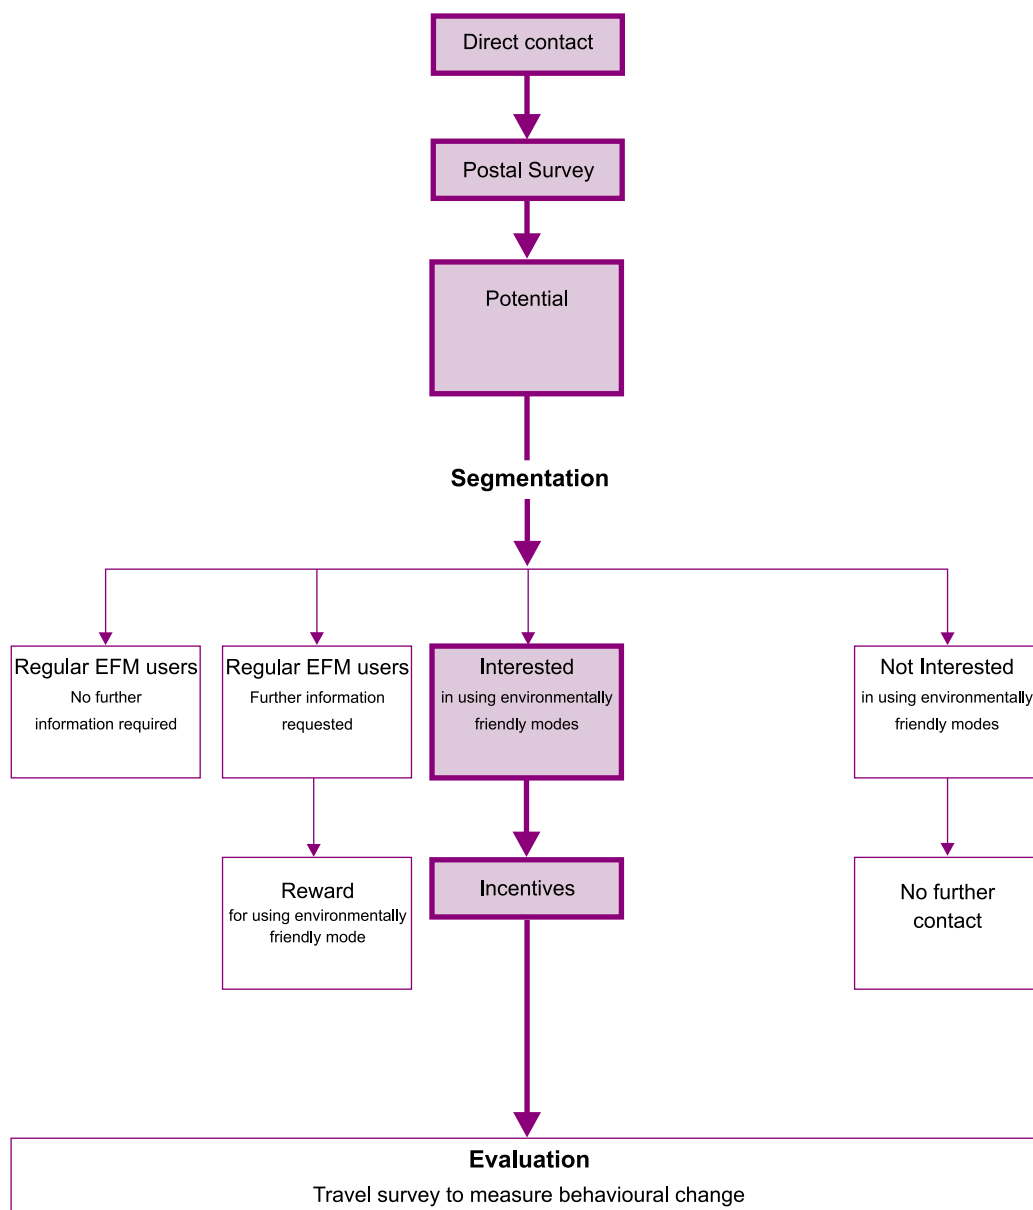 Direct contact
Postal Survey
Potential
Segmentation
Regular EFM users
No further
information required
Regular EFM users
Further information
requested
Interested
in using environmentally
friendly modes
Not Interested
in using environmentally
friendly modes
Reward
for using environmentally
friendly mode
Incentives
No further
contact
Evaluation
Travel survey to measure behavioural change